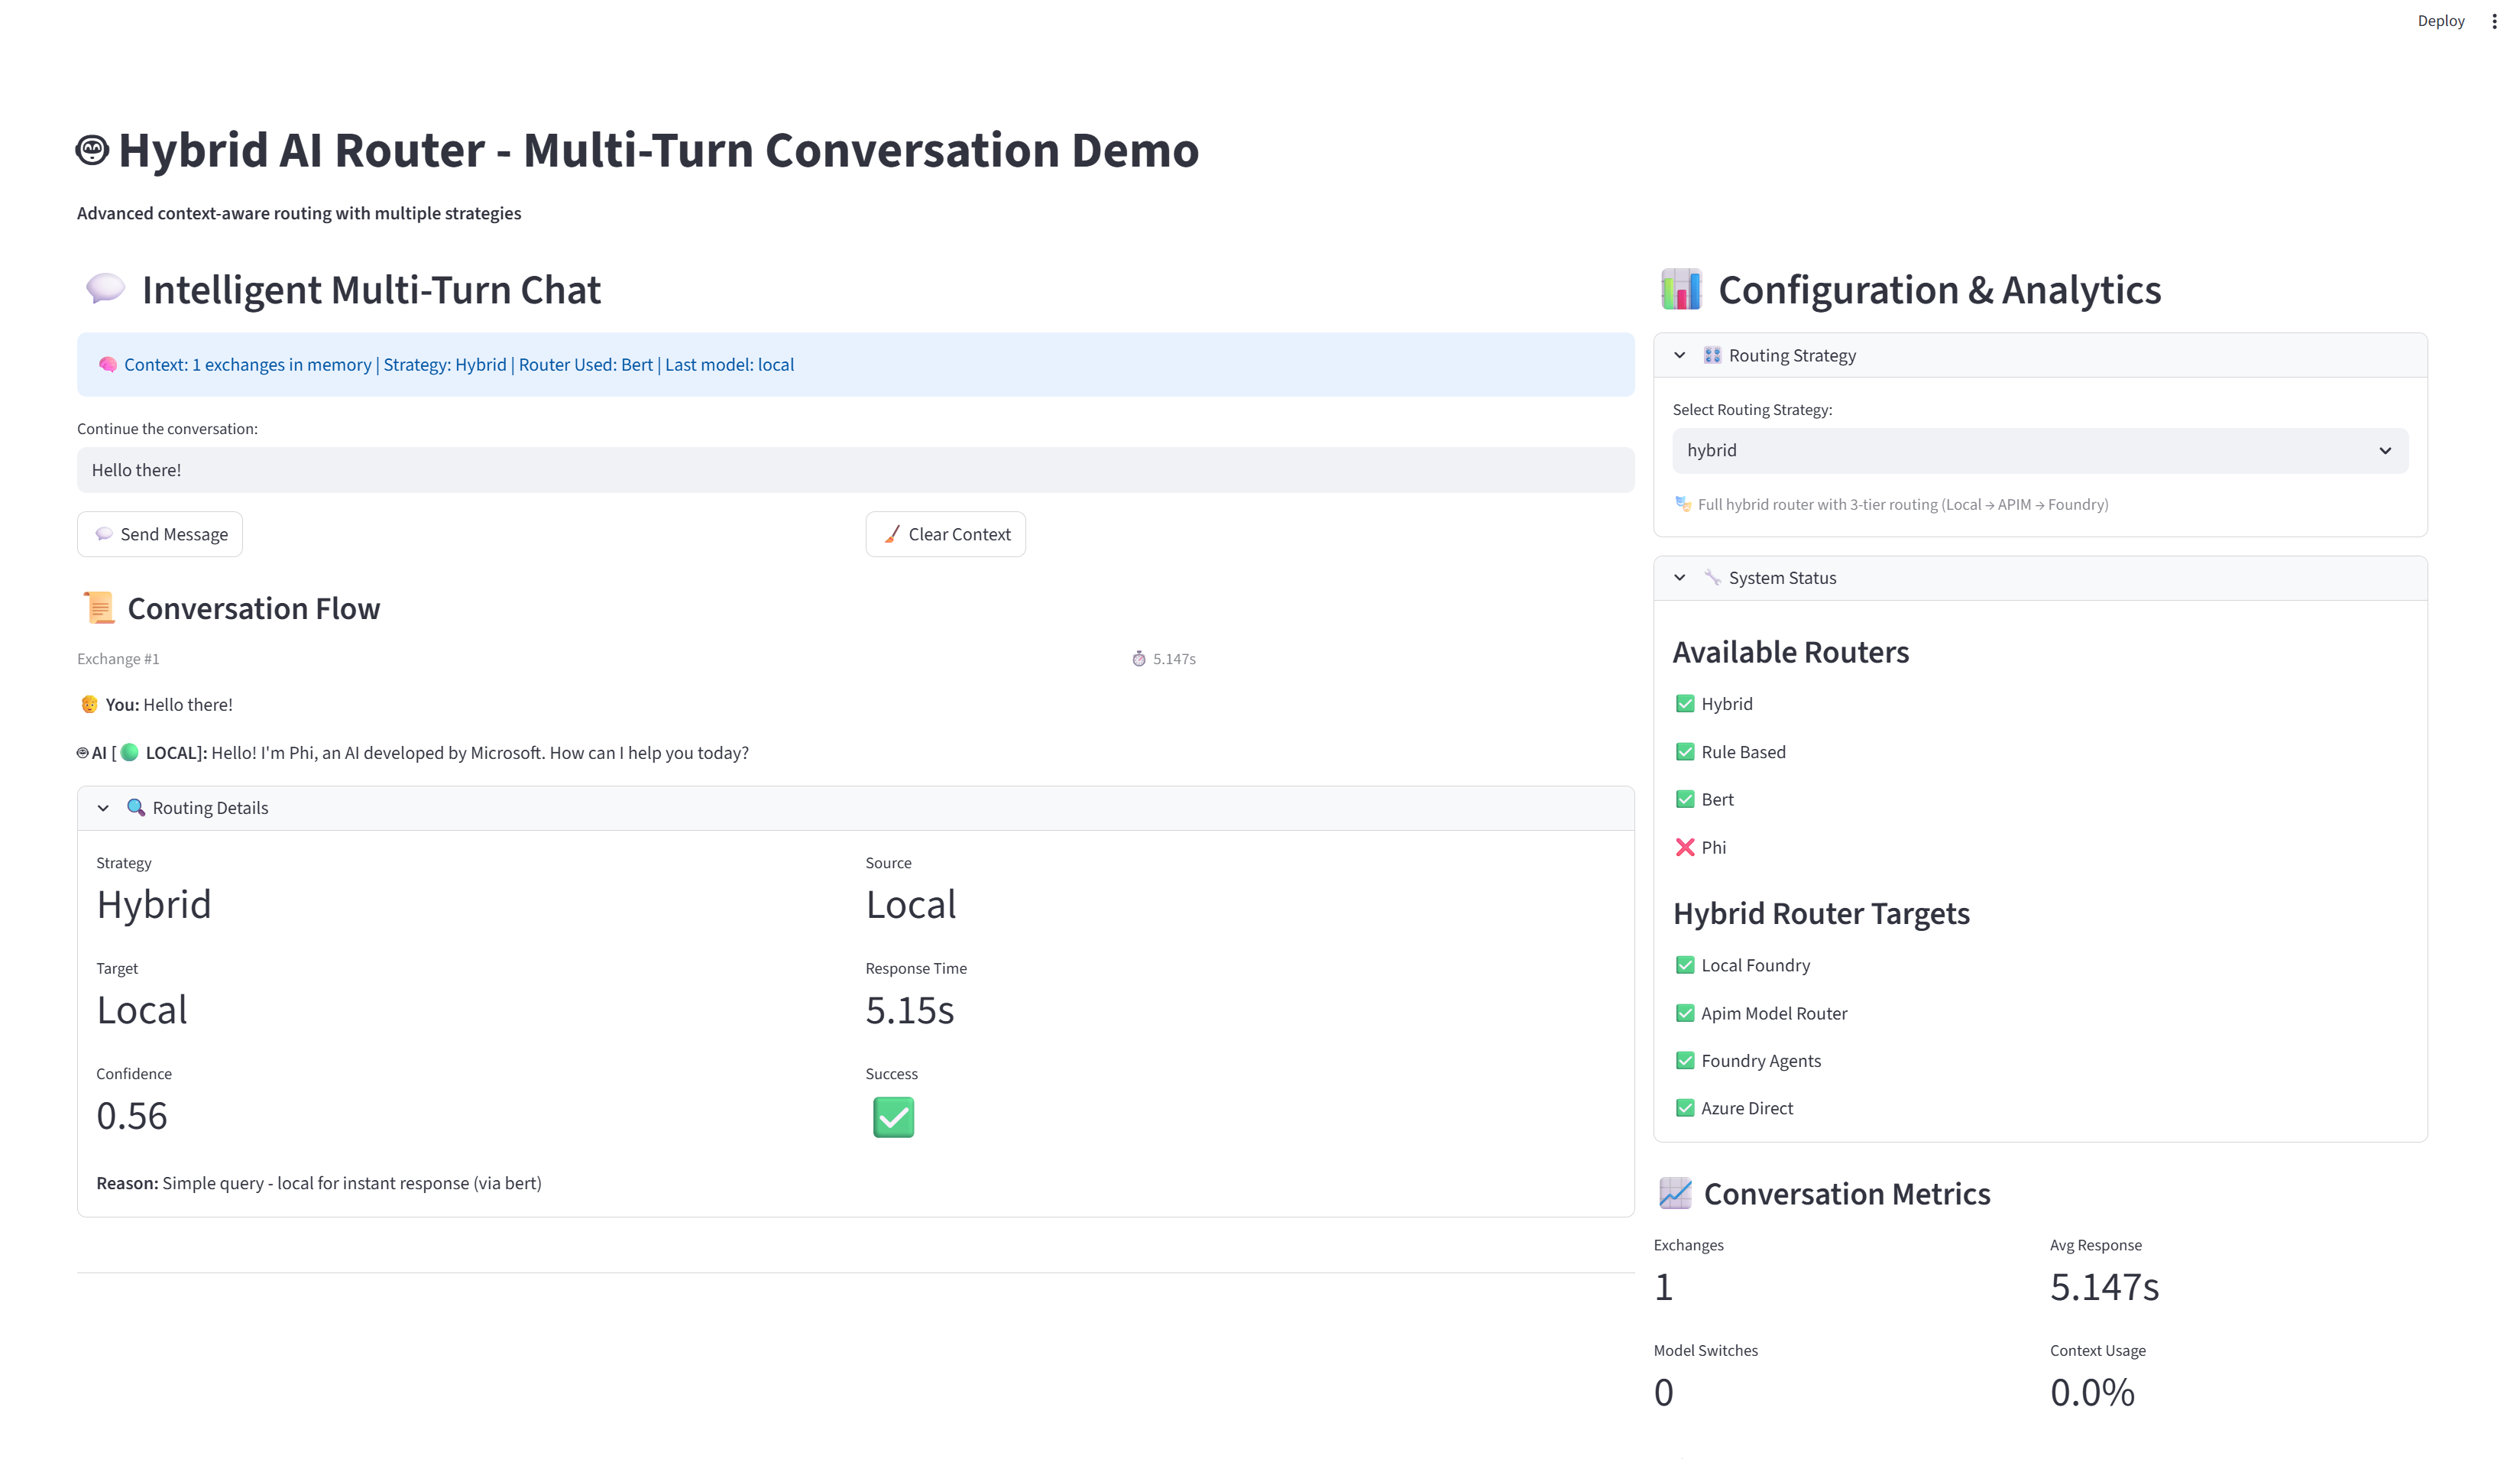 Deploy
Hybrid AI Router - Multi-Turn Conversation Demo
Advanced context-aware routing with multiple strategies
Intelligent Multi-Turn Chat
Context: 1 exchanges in memory | Strategy: Hybrid | Router Used: Bert | Last model: local
Continue the conversation:
Hello there!
Send Message
Clear Context
Conversation Flow
Exchange #1
5.147s
You: Hello there!
AI [ LOCAL]: Hello! I'm Phi, an AI developed by Microsoft. How can I help you today?
Routing Details
Strategy
Hybrid
Source
Local
Target
Local
Response Time
5.15s
Confidence
0.56
Success
Reason: Simple query - local for instant response (via bert)
Configuration & Analytics
Routing Strategy
Select Routing Strategy:
hybrid
Full hybrid router with 3-tier routing (Local → APIM → Foundry)
System Status
Available Routers
Hybrid
Rule Based
Bert
Phi
Hybrid Router Targets
Local Foundry
Apim Model Router
Foundry Agents
Azure Direct
Conversation Metrics
Exchanges
1
Avg Response
5.147s
Model Switches
0
Context Usage
0.0%